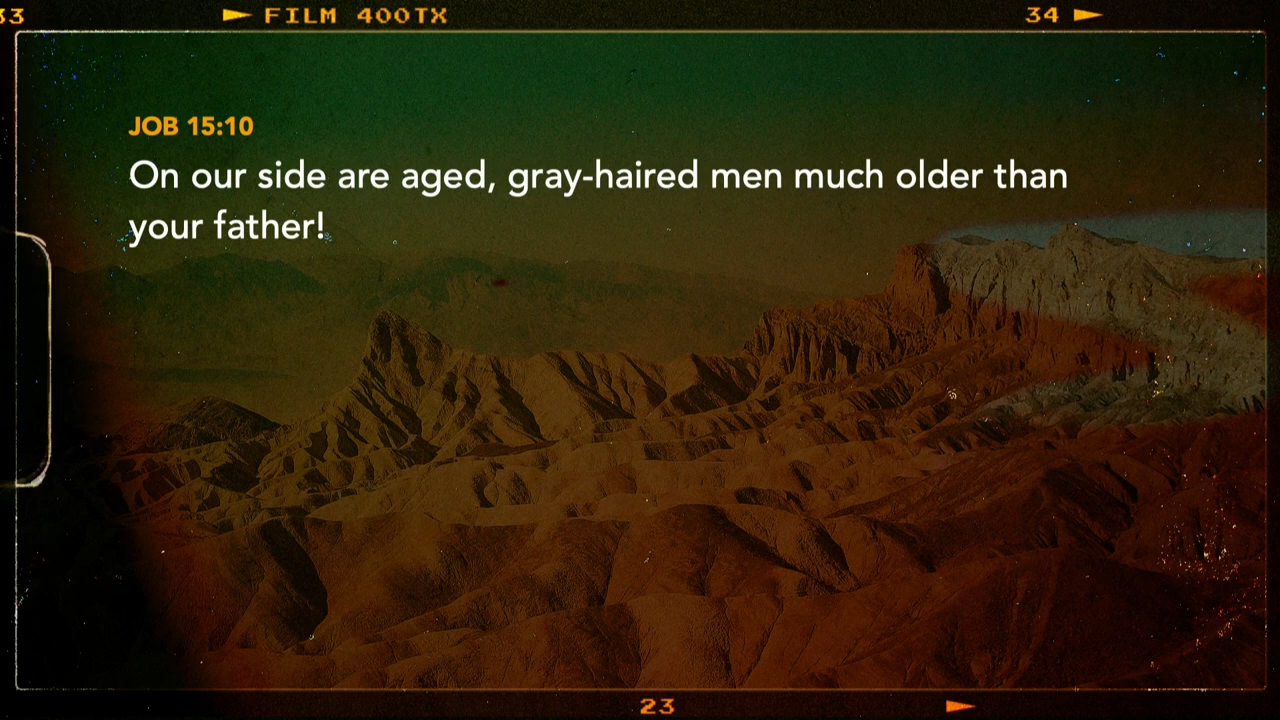 33 FILM 400TX 34
JOB 15:10
On our side are aged, gray-haired men much older than
your father!
23